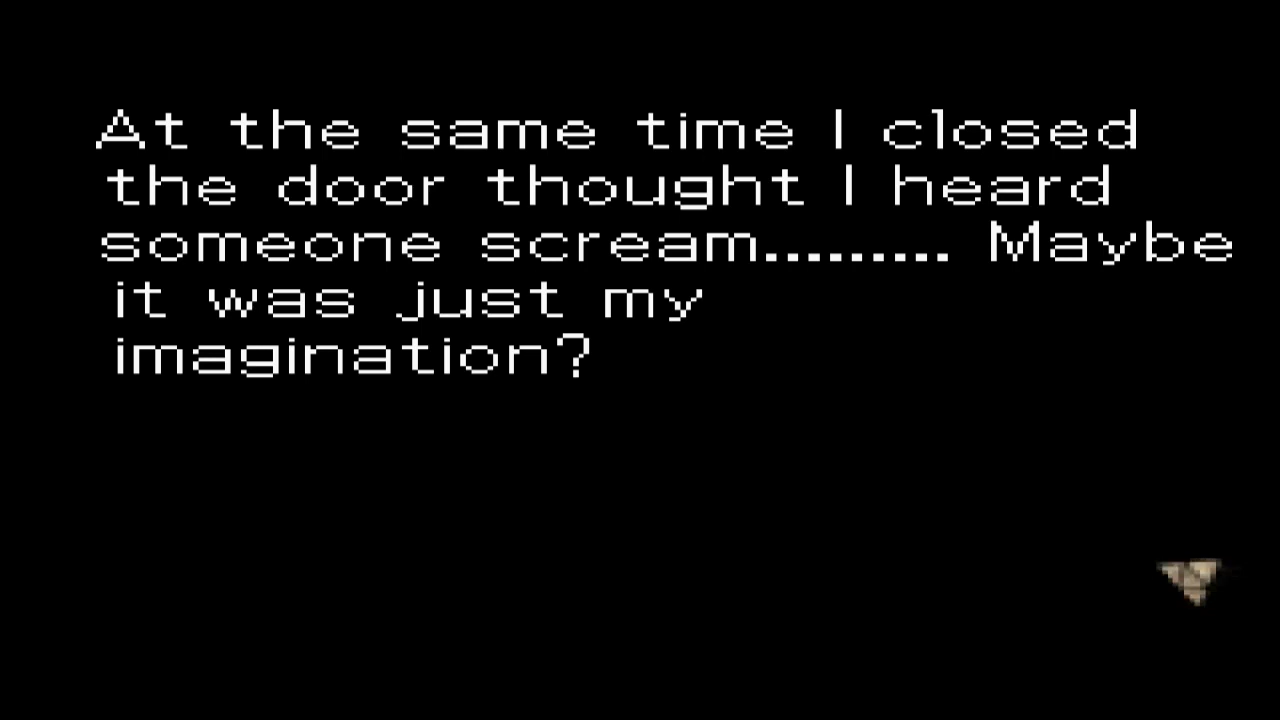 At the same time I closed
the door thought I heard
someone scream......... Maybe
it was just my
imagination?